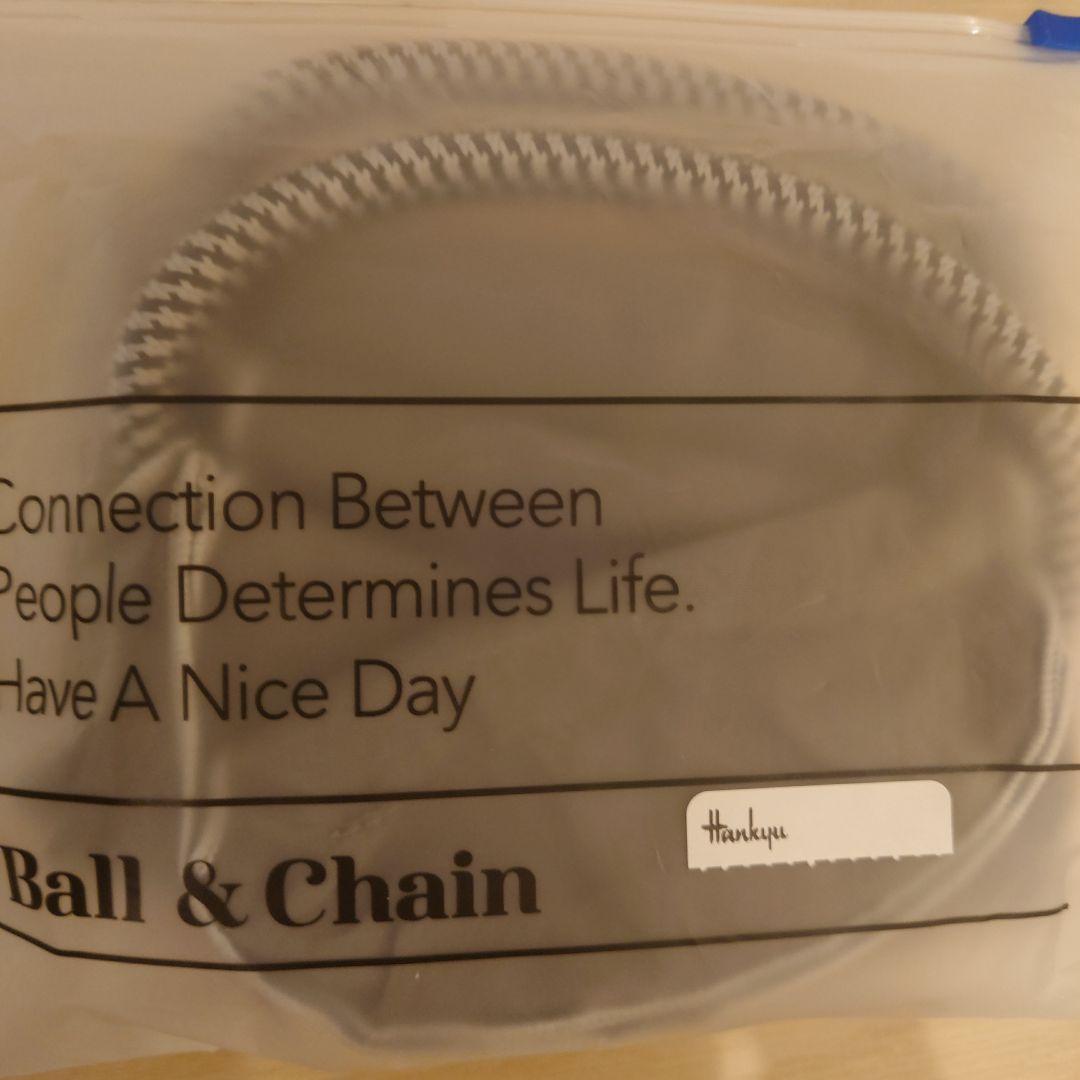 Connection Between
People Determines Life.
Have A Nice Day
Hankyu
Ball & Chain